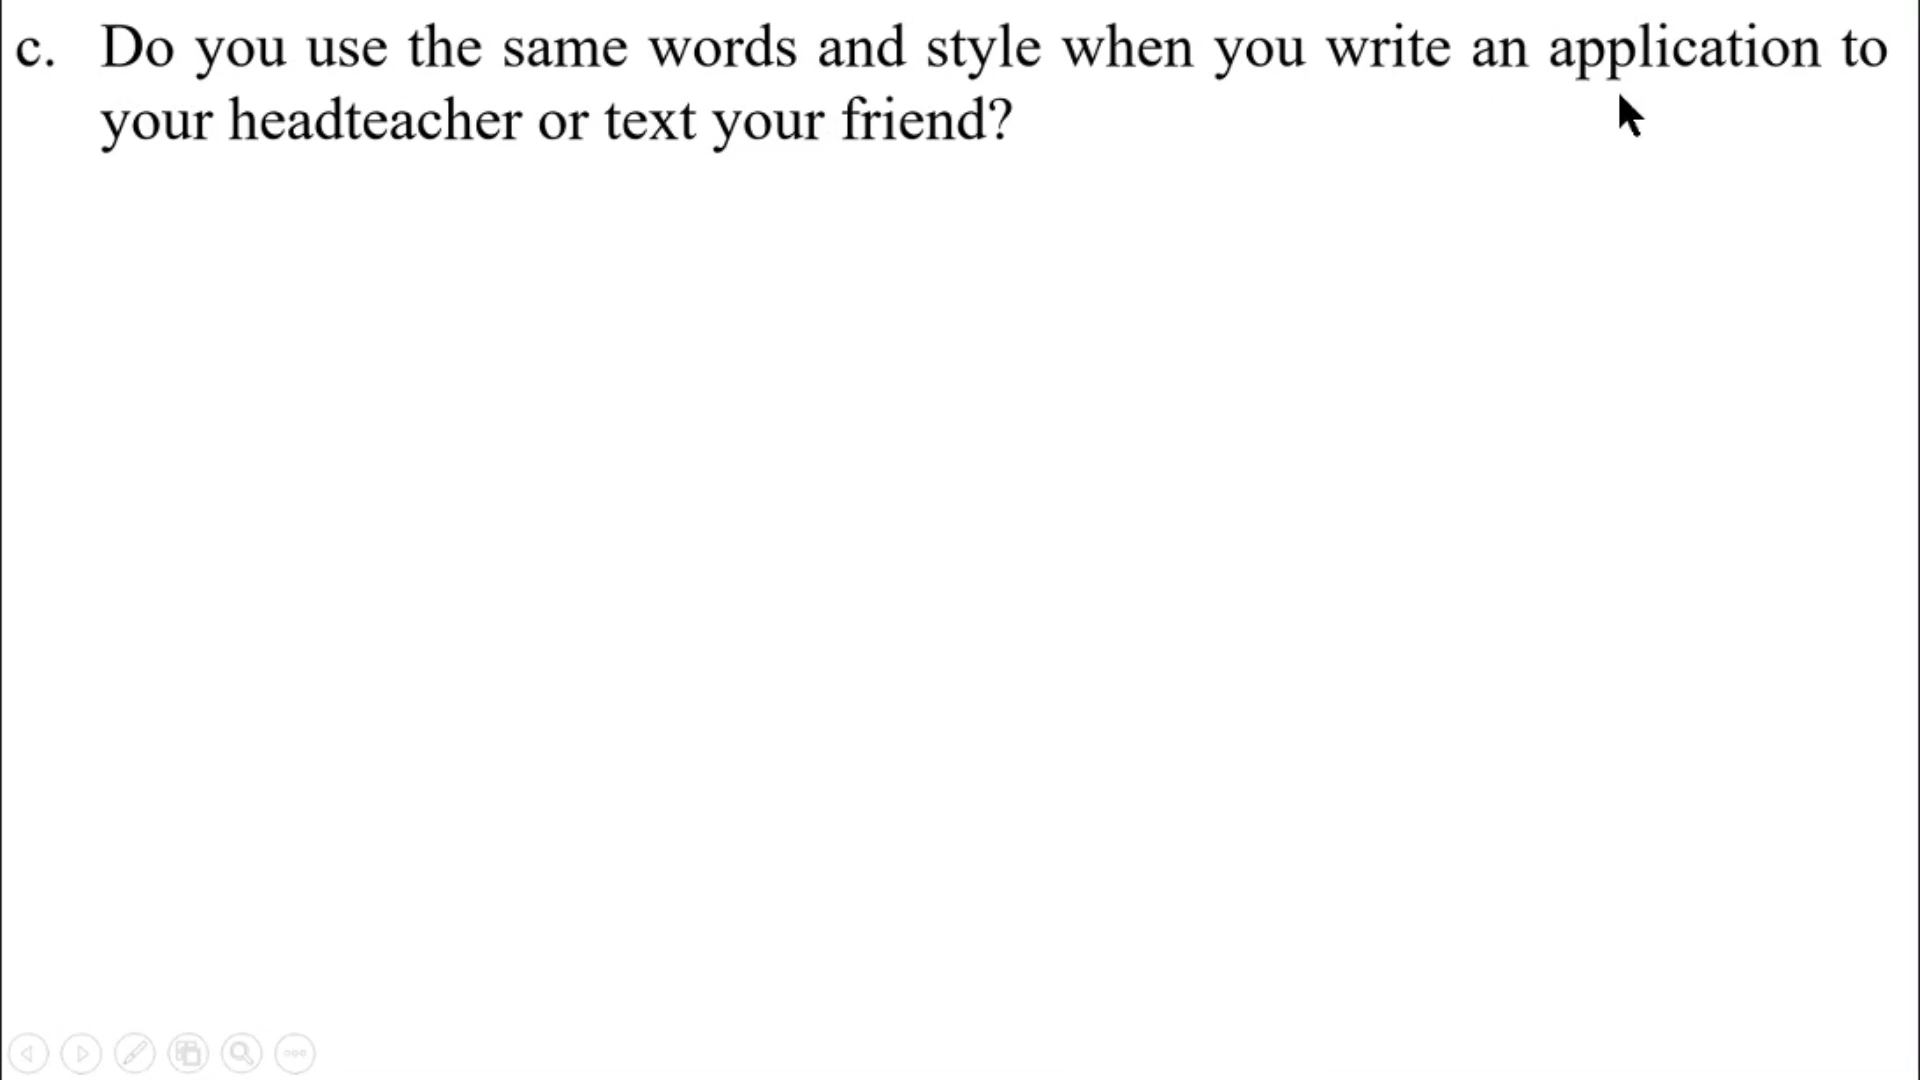 c. Do you use the same words and style when you write an application to
your headteacher or text your friend?